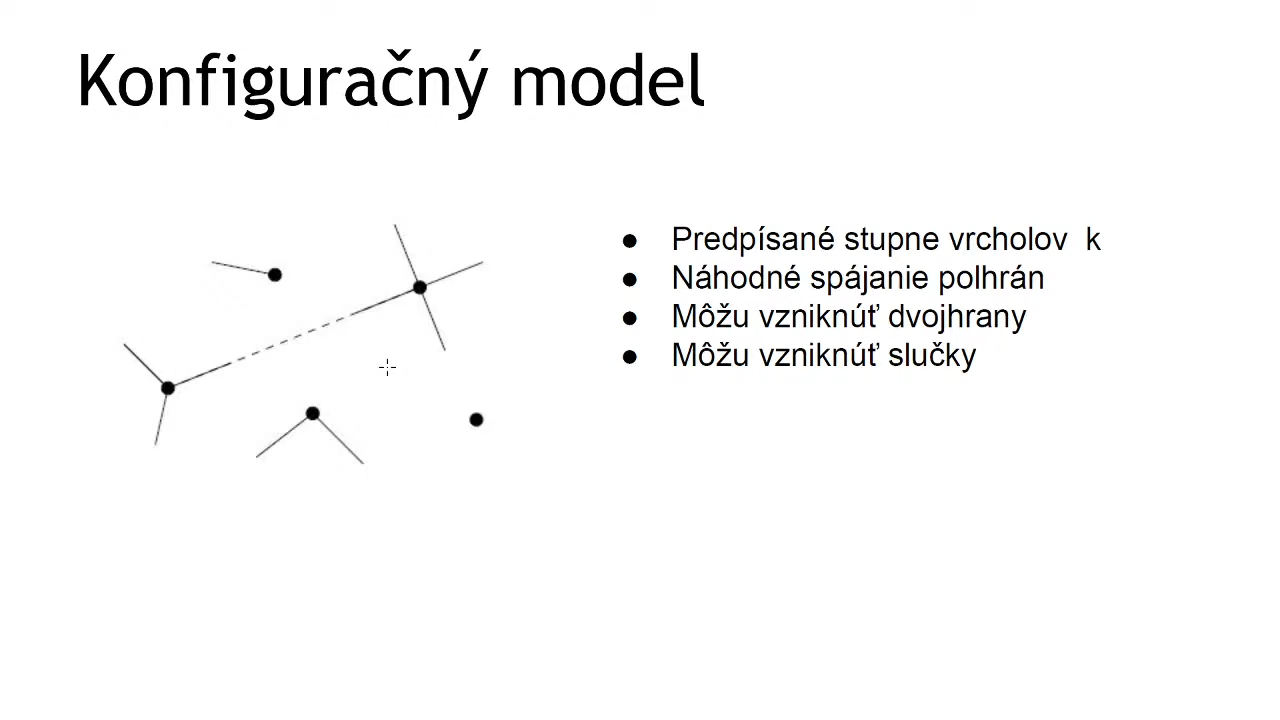 Konfiguračný model
● Predpísané stupne vrcholov k
● Náhodné spájanie polhrán
● Môžu vzniknúť dvojhrany
● Môžu vzniknúť slučky